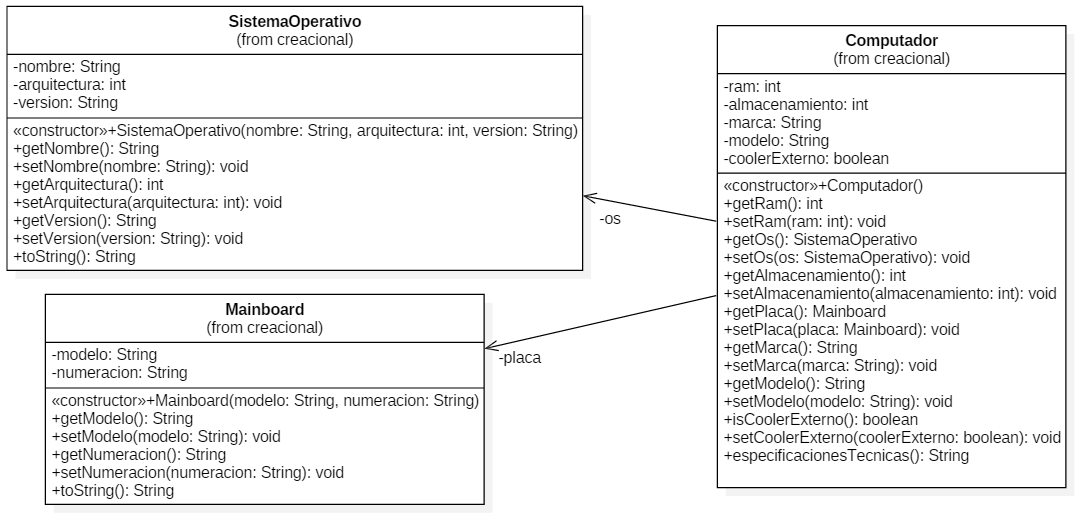 SistemaOperativo
(from creacional)
-nombre: String
-arquitectura: int
-version: String
«constructor»+SistemaOperativo(nombre: String, arquitectura: int, version: String)
+getNombre(): String
+setNombre(nombre: String): void
+getArquitectura(): int
+setArquitectura(arquitectura: int): void
+getVersion(): String
+setVersion(version: String): void
+toString(): String
-os
Mainboard
(from creacional)
-modelo: String
-numeracion: String
«constructor»+Mainboard(modelo: String, numeracion: String)
+getModelo(): String
+setModelo(modelo: String): void
+getNumeracion(): String
+setNumeracion(numeracion: String): void
+toString(): String
-placa
Computador
(from creacional)
-ram: int
-almacenamiento: int
-marca: String
-modelo: String
-coolerExterno: boolean
«constructor»+Computador()
+getRam(): int
+setRam(ram: int): void
+getOs(): SistemaOperativo
+setOs(os: SistemaOperativo): void
+getAlmacenamiento(): int
+setAlmacenamiento(almacenamiento: int): void
+getPlaca(): Mainboard
+setPlaca(placa: Mainboard): void
+getMarca(): String
+setMarca(marca: String): void
+getModelo(): String
+setModelo(modelo: String): void
+isCoolerExterno(): boolean
+setCoolerExterno(coolerExterno: boolean): void
+especificacionesTecnicas(): String